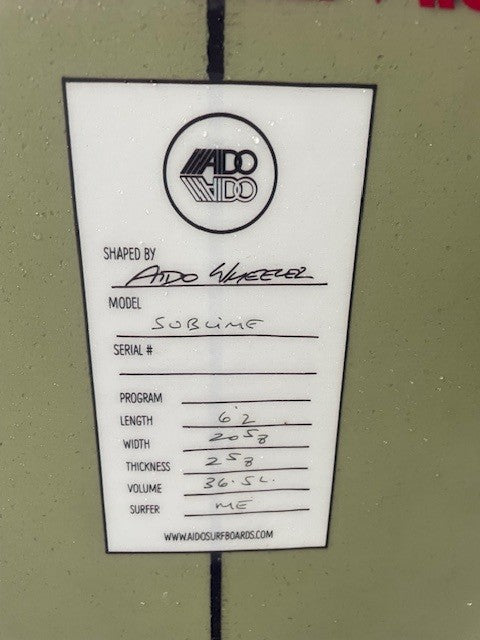 AIDO
AIDO
SHAPED BY
AIDO WHEELER
MODEL
SUBLIME
SERIAL #
PROGRAM
LENGTH 6'2
WIDTH 20 5/8
THICKNESS 2 5/8
VOLUME 36.5L.
SURFER ME
WWW.AIDOSURFBOARDS.COM